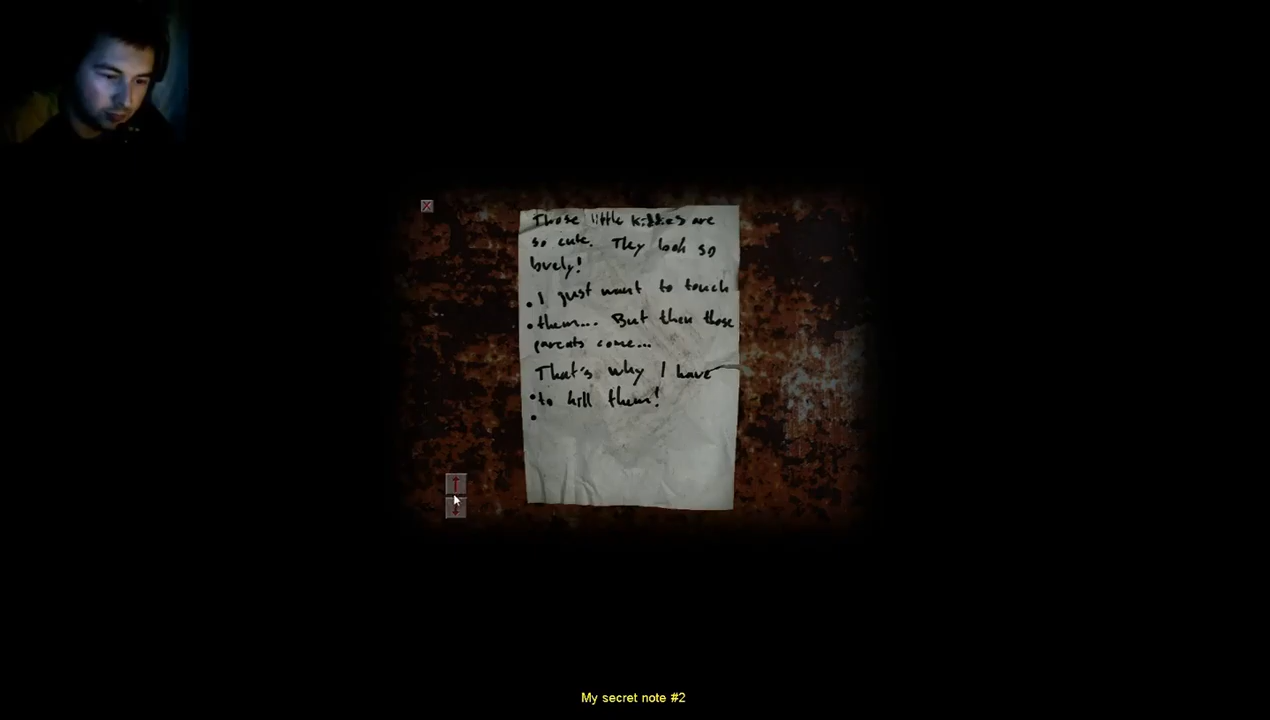 Those little are
so cute. They look so
lovely!
I just want to touch
them... But then those
parents come...
That's why I have
to kill them!
My secret note #2